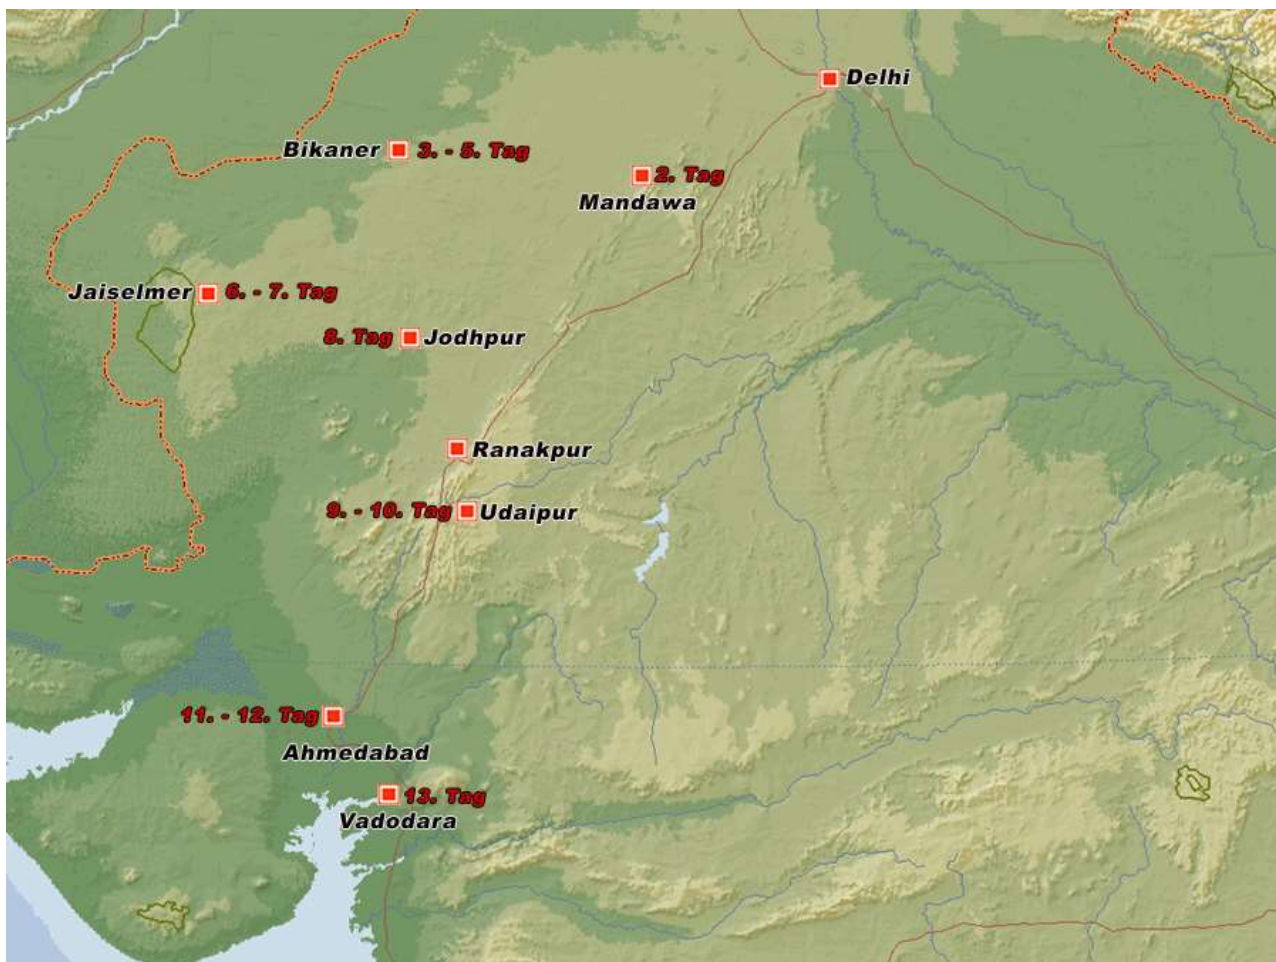 Delhi
Bikaner 3. - 5. Tag
2. Tag
Mandawa
Jaiselmer 6. - 7. Tag
8. Tag Jodhpur
Ranakpur
9. - 10. Tag Udaipur
11. - 12. Tag
Ahmedabad
13. Tag
Vadodara